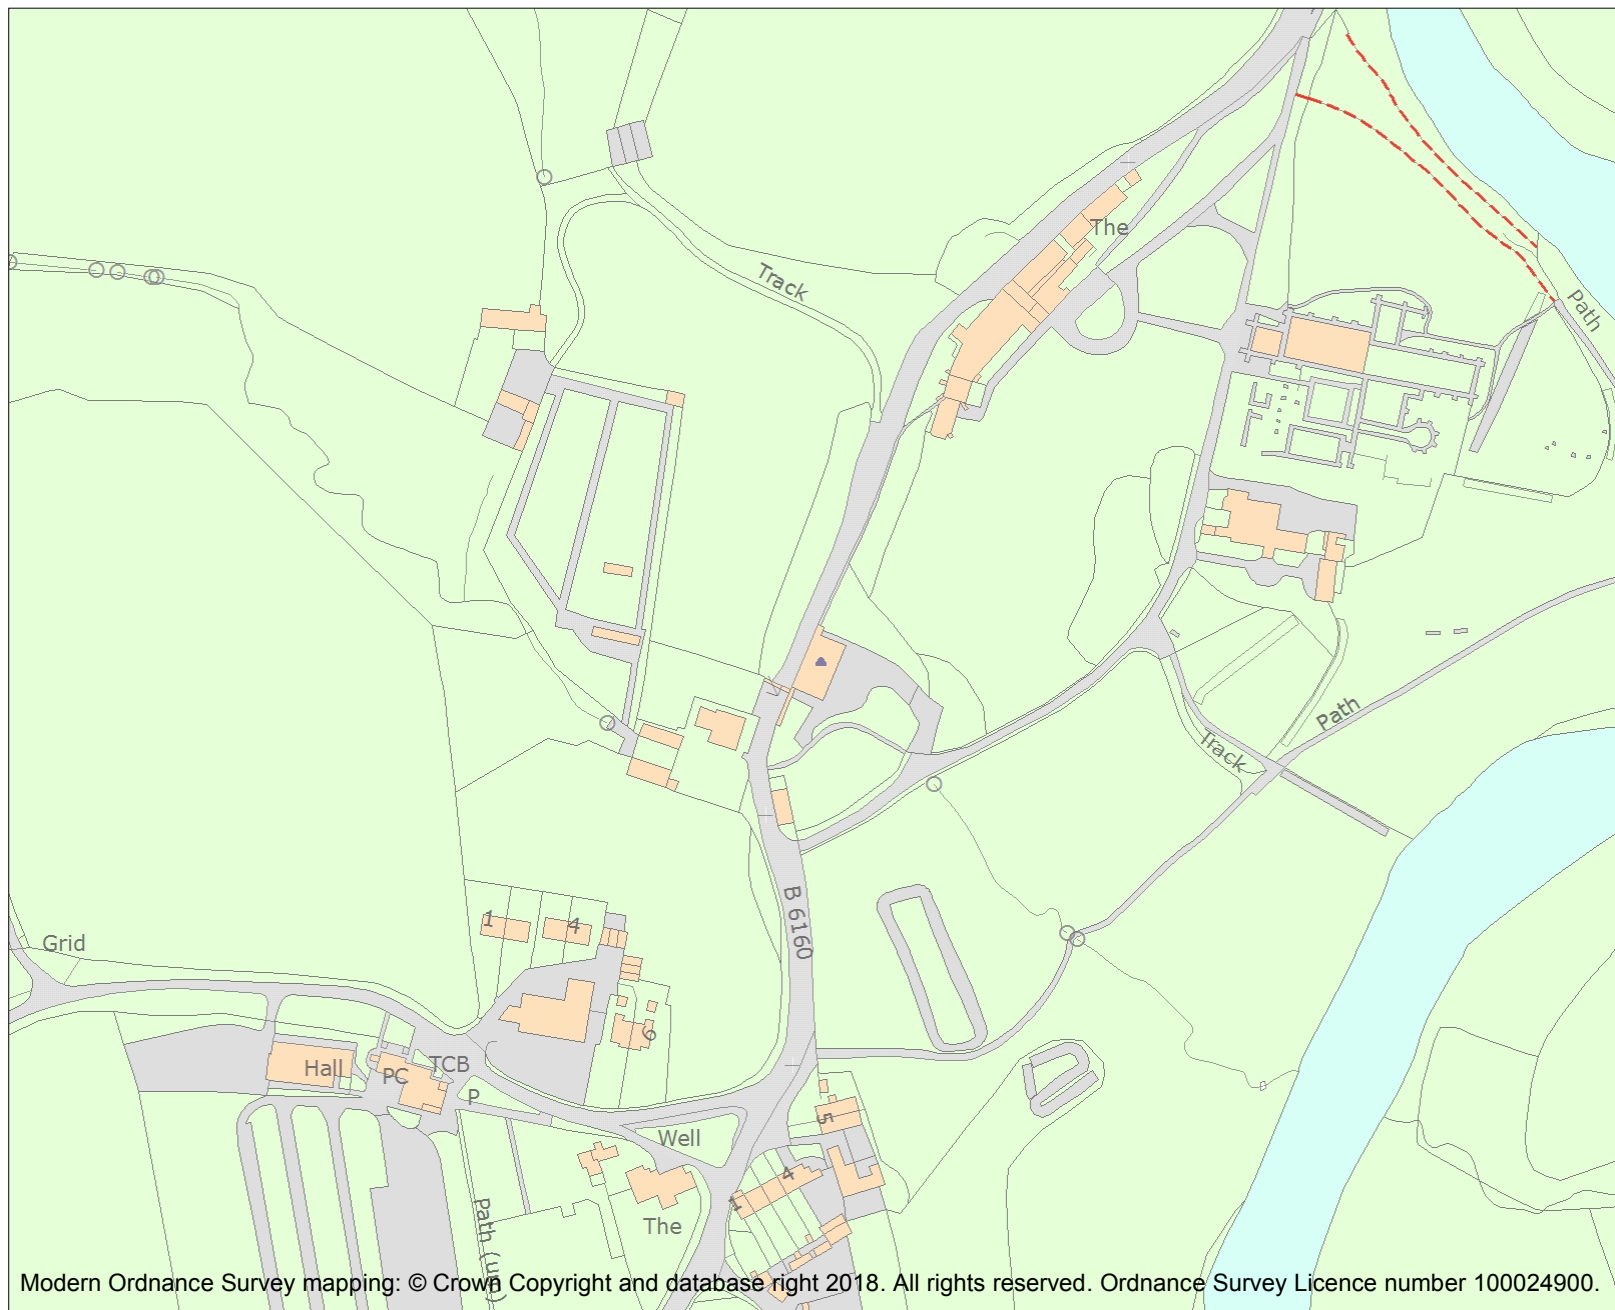 The
Track
Path
Path
Track
B 6160
1
4
Grid
6
Hall
PC
TCB
P
5
Well
4
1
The
Path (un)
Modern Ordnance Survey mapping: © Crown Copyright and database right 2018. All rights reserved. Ordnance Survey Licence number 100024900.